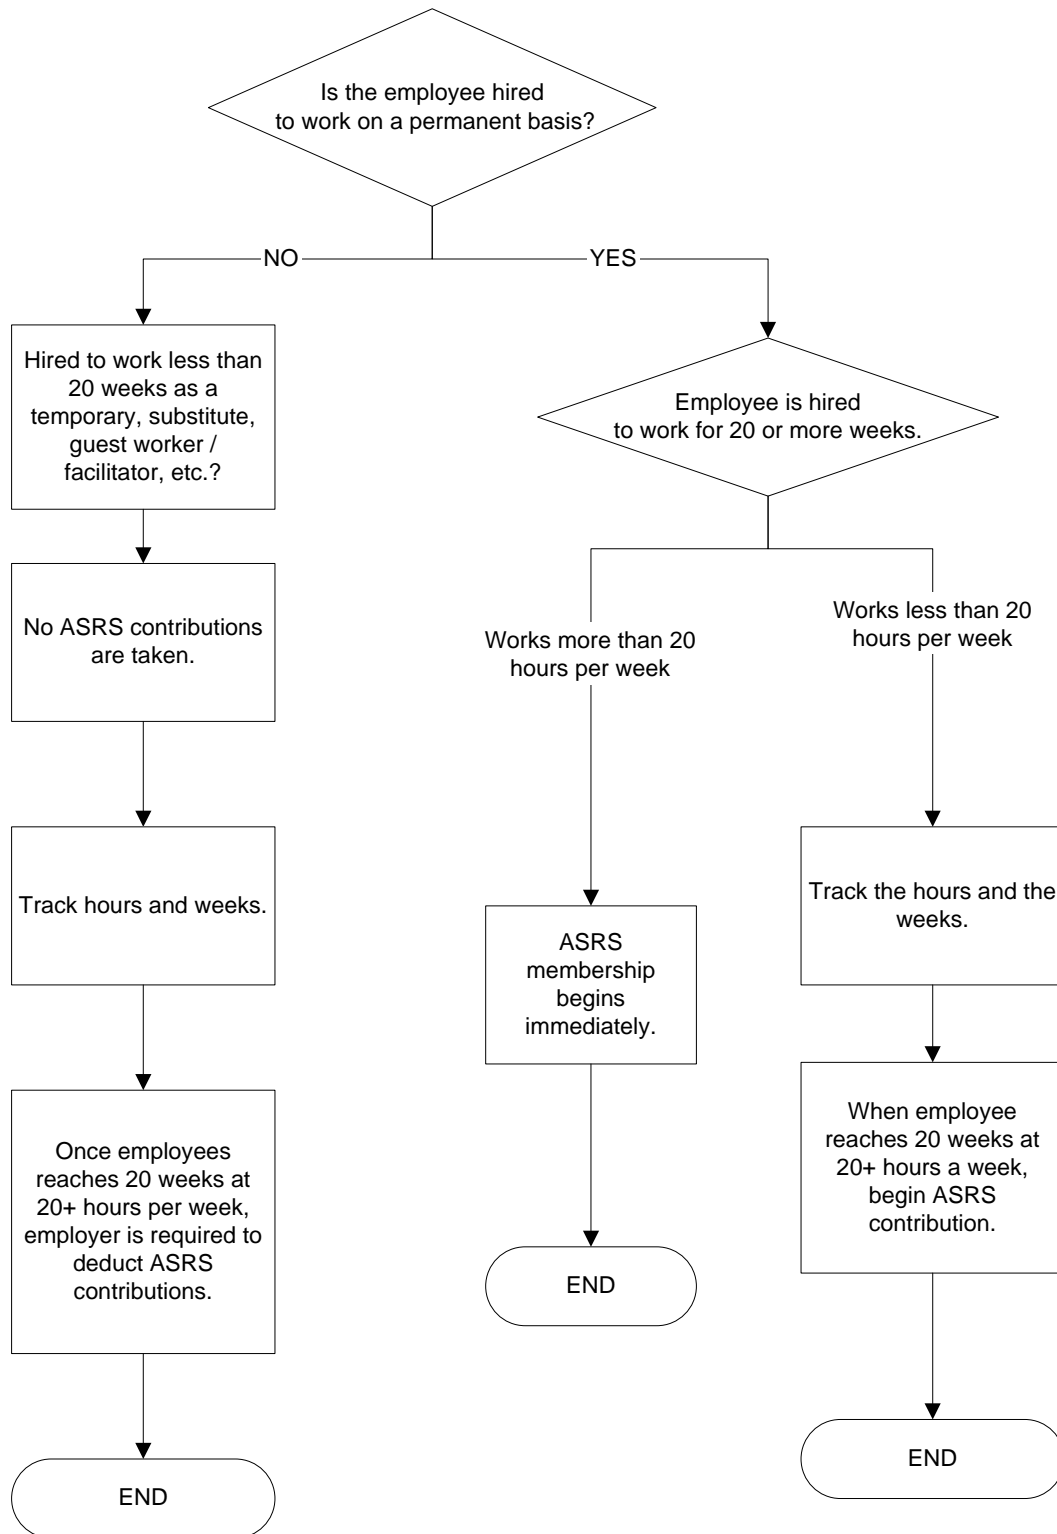 Is the employee hired
to work on a permanent basis?
NO
YES
Hired to work less than
20 weeks as a
temporary, substitute,
guest worker /
facilitator, etc.?
Employee is hired
to work for 20 or more weeks.
No ASRS contributions
are taken.
Works more than 20
hours per week
Works less than 20
hours per week
Track hours and weeks.
ASRS
membership
begins
immediately.
Track the hours and the
weeks.
Once employees
reaches 20 weeks at
20+ hours per week,
employer is required to
deduct ASRS
contributions.
When employee
reaches 20 weeks at
20+ hours a week,
begin ASRS
contribution.
END
END
END